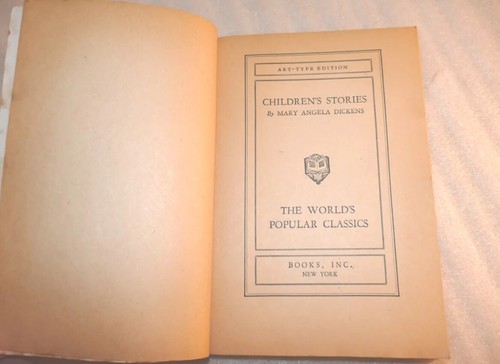 ART-TYPE EDITION
CHILDREN'S STORIES
By MARY ANGELA DICKENS
THE WORLD'S
POPULAR CLASSICS
BOOKS, INC.
NEW YORK